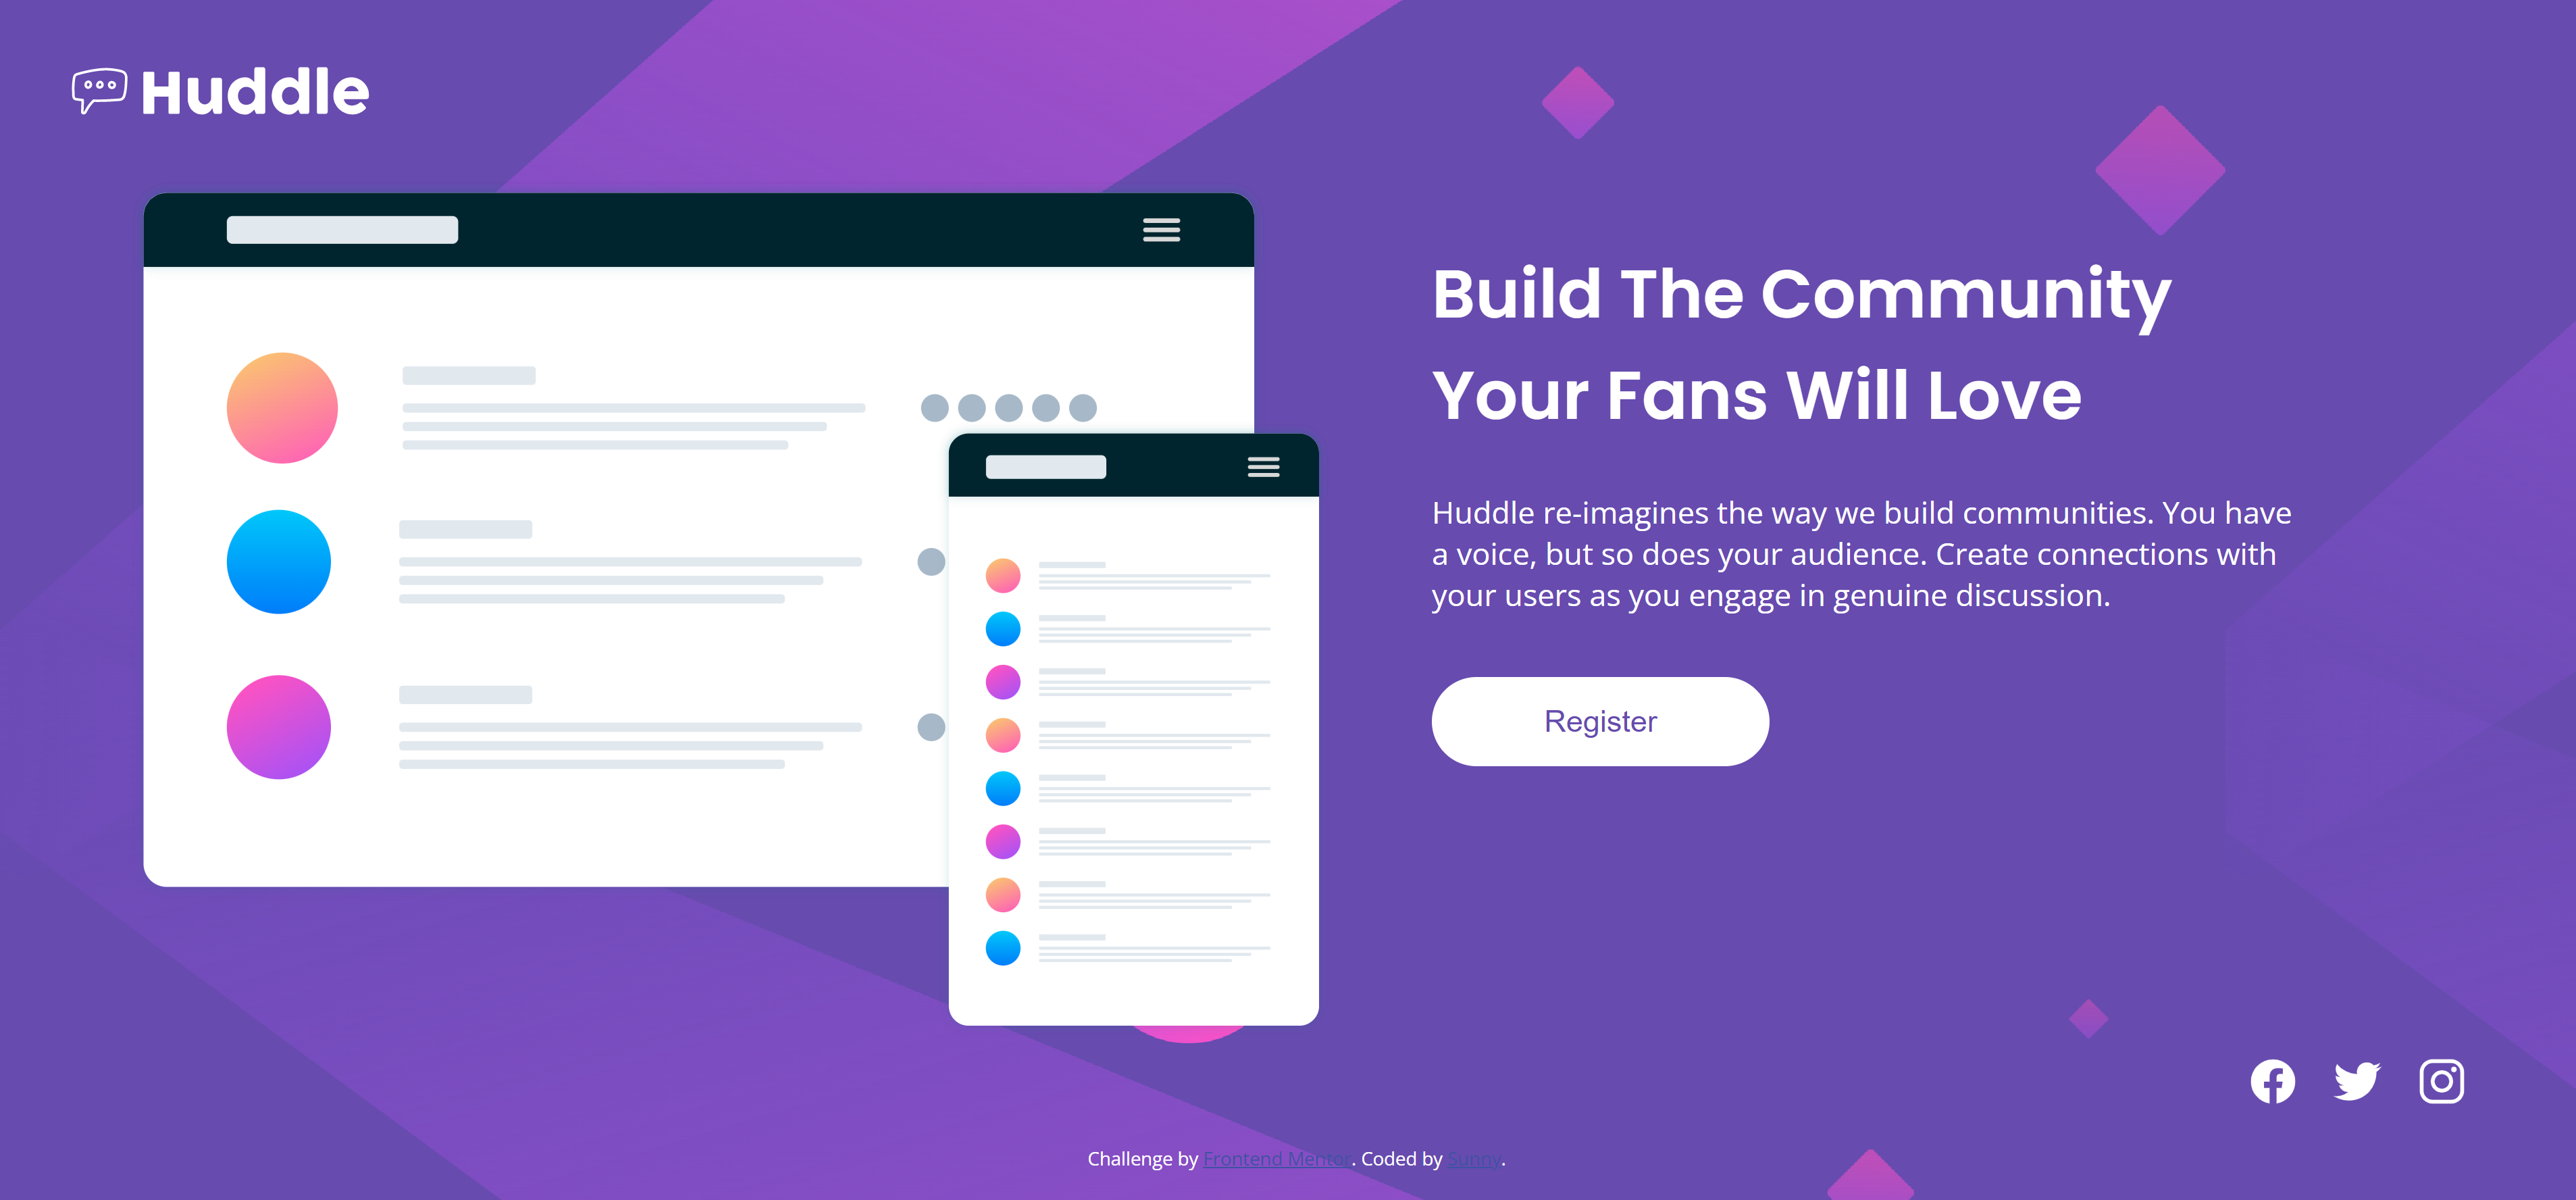 Huddle
Build The Community
Your Fans Will Love
Huddle re-imagines the way we build communities. You have
a voice, but so does your audience. Create connections with
your users as you engage in genuine discussion.
Register
Challenge by Frontend Mentor. Coded by Sunny.